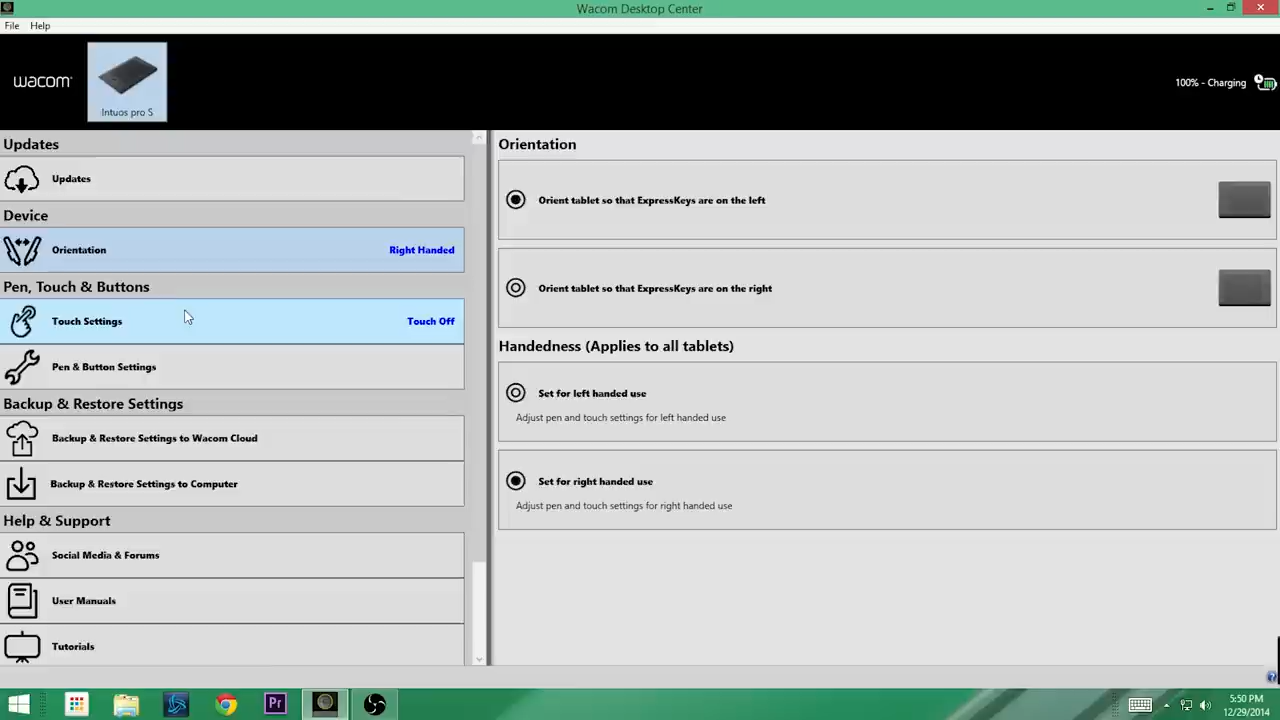 Wacom Desktop Center
File Help
wacom
Intuos pro S
100% - Charging
Updates
Updates
Device
Orientation Right Handed
Pen, Touch & Buttons
Touch Settings Touch Off
Pen & Button Settings
Backup & Restore Settings
Backup & Restore Settings to Wacom Cloud
Backup & Restore Settings to Computer
Help & Support
Social Media & Forums
User Manuals
Tutorials
Orientation
Orient tablet so that ExpressKeys are on the left
Orient tablet so that ExpressKeys are on the right
Handedness (Applies to all tablets)
Set for left handed use
Adjust pen and touch settings for left handed use
Set for right handed use
Adjust pen and touch settings for right handed use
Pr
5:50 PM
12/29/2014